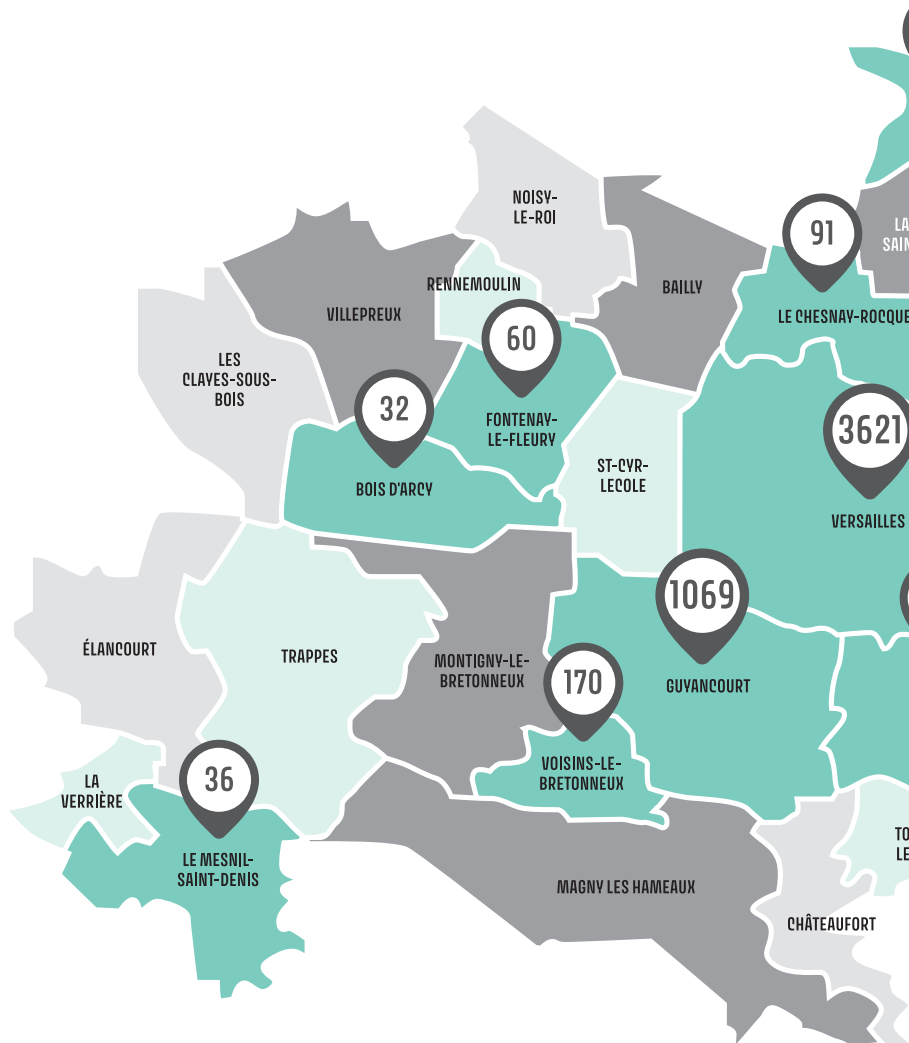 NOISY-
LE-ROI
91
LA
LE CHESNAY-ROCQUE
RENNEMOULIN
BAILLY
VILLEPREUX
60
LES
CLAYES-SOUS-
BOIS
32
FONTENAY-
LE-FLEURY
3621
BOIS D'ARCY
ST-CYR-
LECOLE
VERSAILLES
1069
ÉLANCOURT
TRAPPES
MONTIGNY-LE-
BRETONNEUX
170
GUYANCOURT
VOISINS-LE-
BRETONNEUX
LA
VERRIÈRE
36
LE MESNIL-
SAINT-DENIS
MAGNY LES HAMEAUX
CHÂTEAUFORT